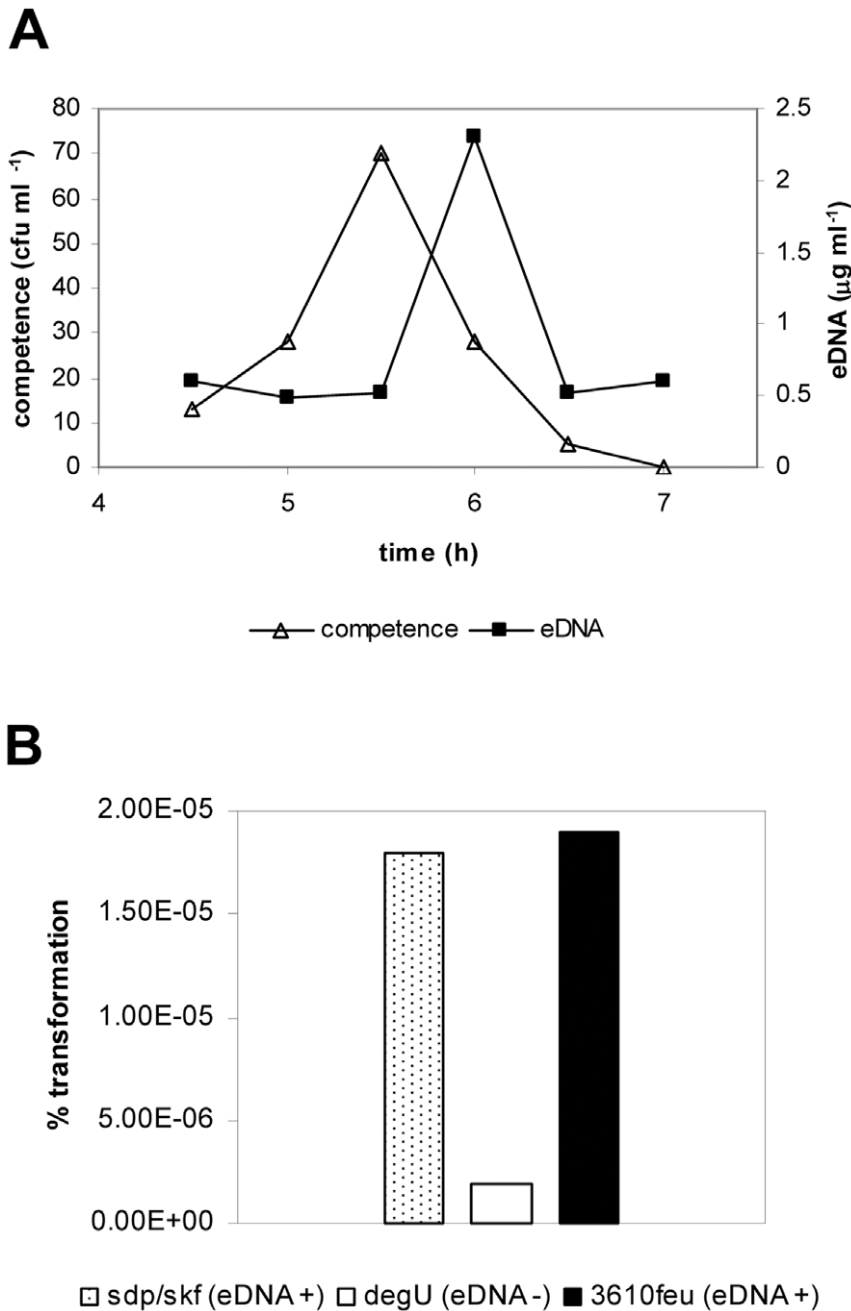 A
80
70
60
50
40
30
20
10
0
competence (cfu ml -1)
2.5
2
1.5
1
0.5
0
eDNA (µg ml-1)
4 5 6 7
time (h)
competence eDNA
B
2.00E-05
1.50E-05
1.00E-05
5.00E-06
0.00E+00
% transformation
sdp/skf (eDNA+) degU (eDNA-) 3610feu (eDNA+)